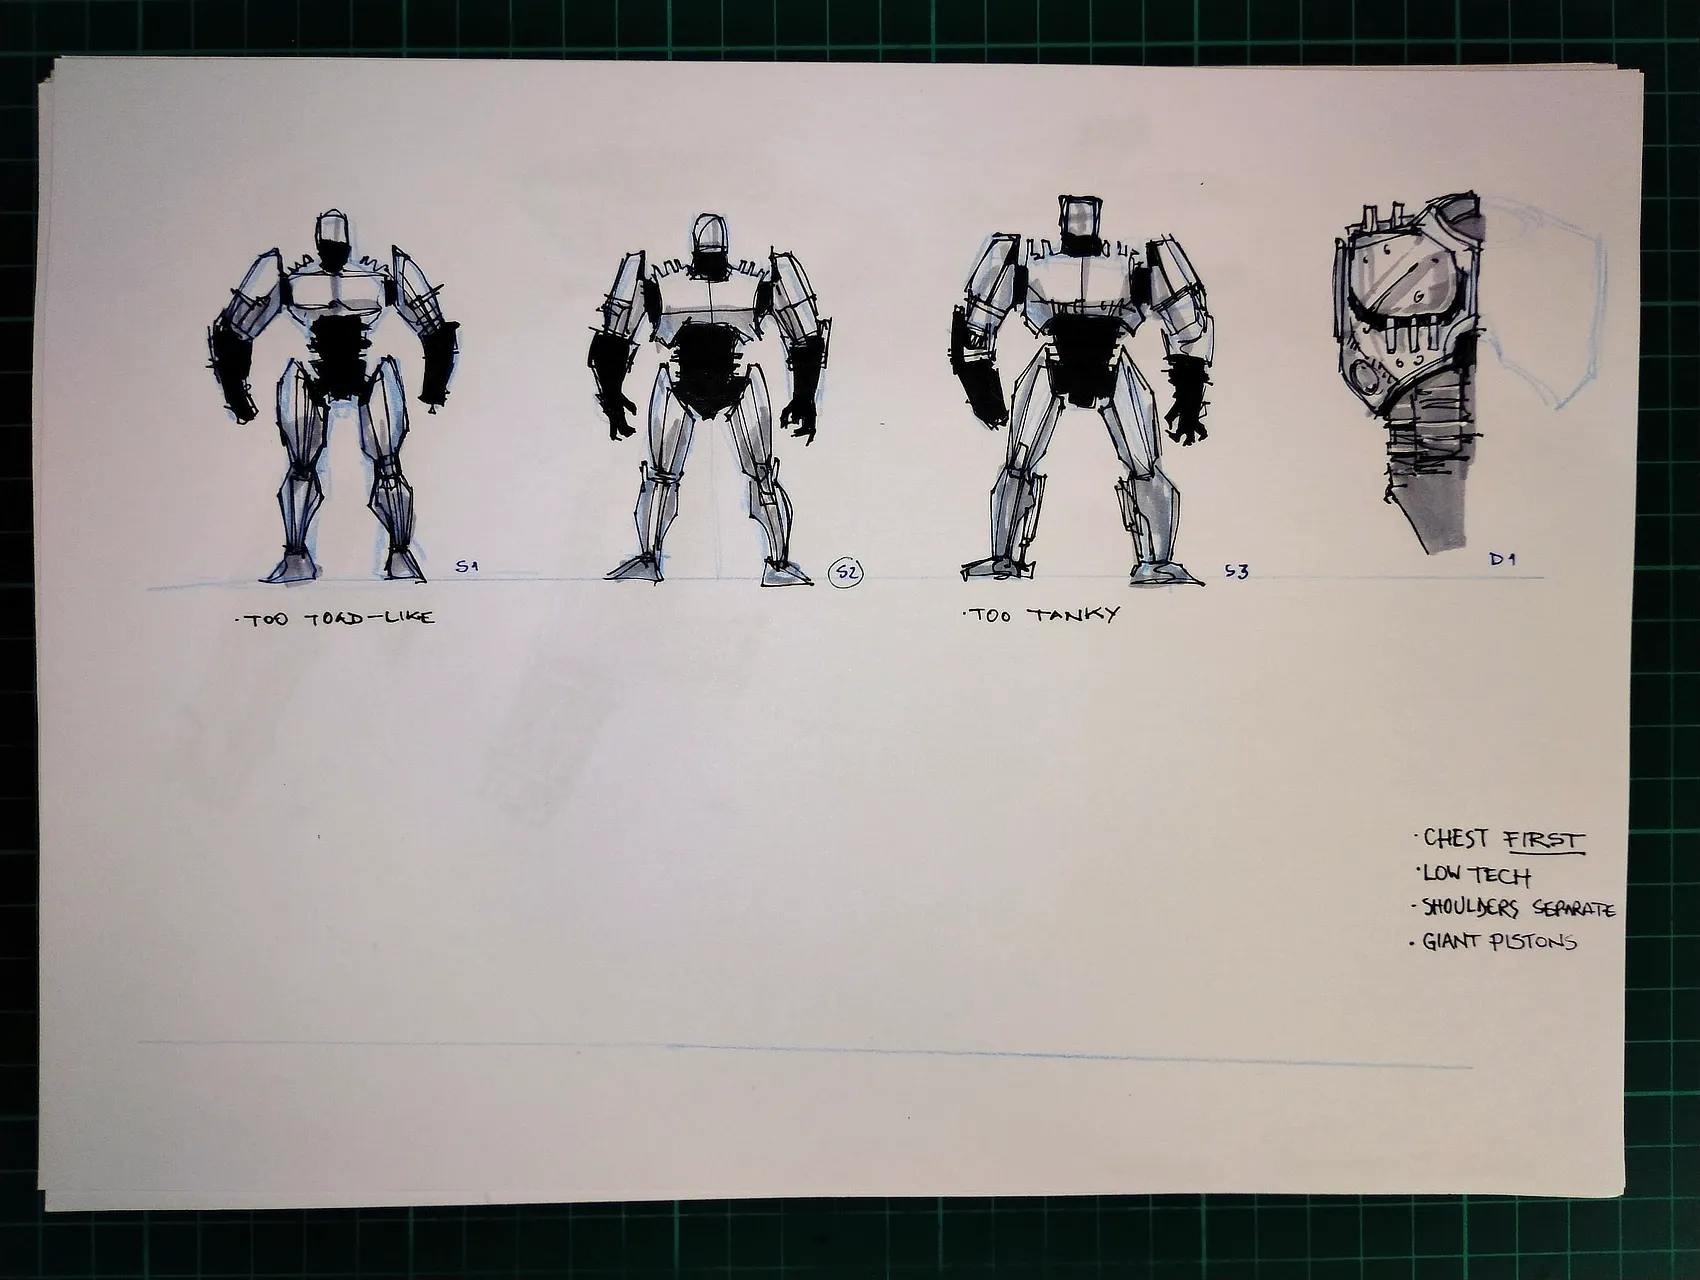 S1
S2
S3
D1
·TOO TOAD-LIKE
·TOO TANKY
·CHEST FIRST
·LOW TECH
·SHOULDERS SEPARATE
·GIANT PISTONS